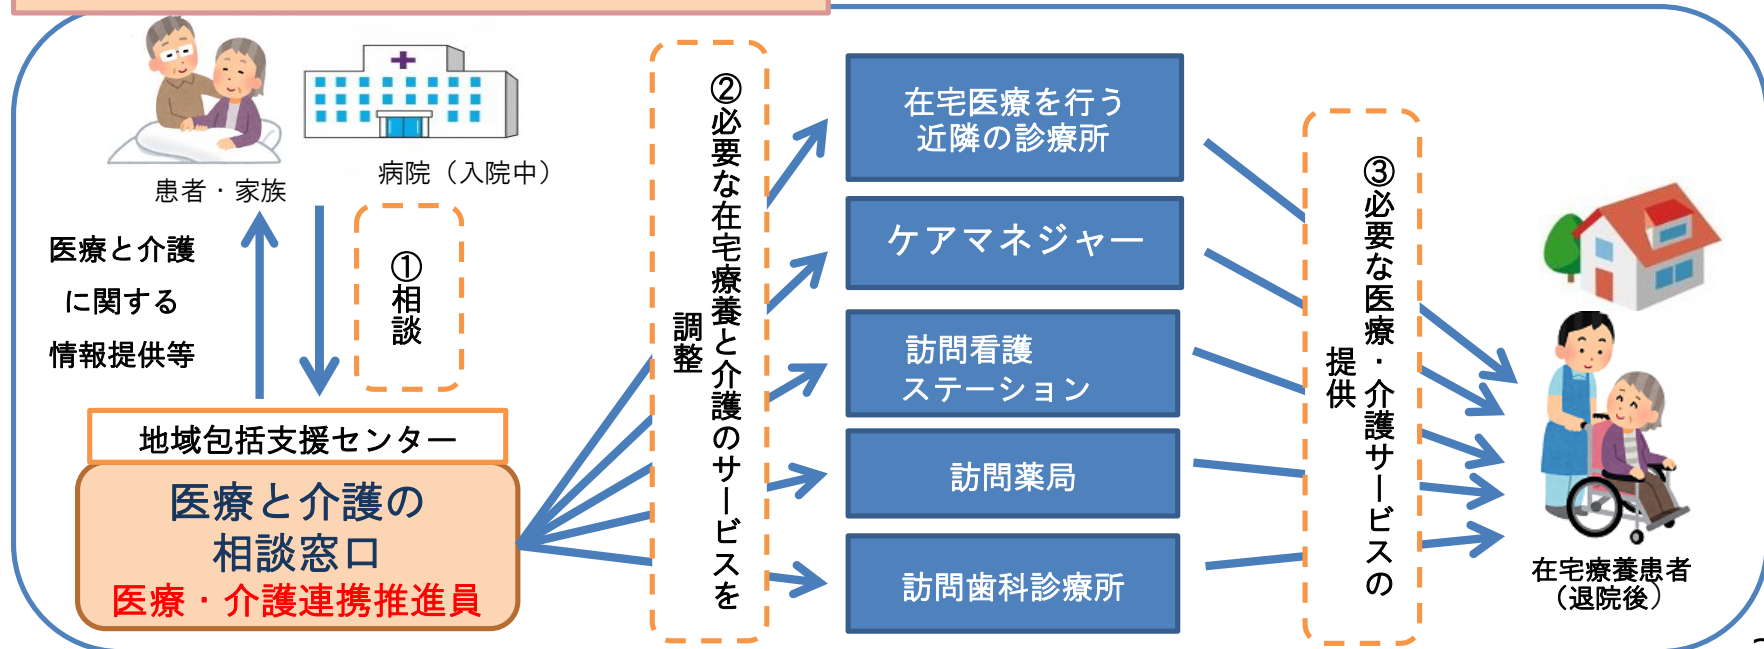 患者・家族
病院（入院中）
医療と介護
に関する
情報提供等
①相談
地域包括支援センター
医療と介護の
相談窓口
医療・介護連携推進員
②必要な在宅療養と介護のサービスを
調整
在宅医療を行う
近隣の診療所
ケアマネジャー
訪問看護
ステーション
訪問薬局
訪問歯科診療所
③必要な医療・介護サービスの
提供
在宅療養患者
（退院後）